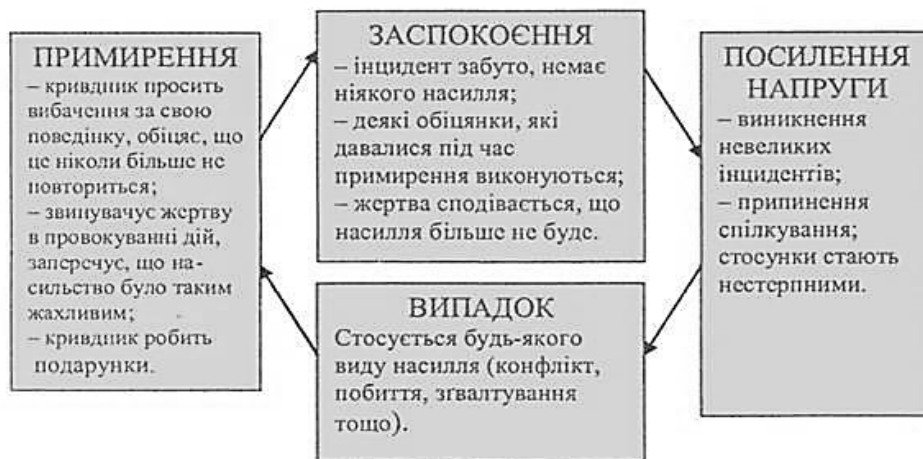 ПРИМИРЕННЯ
– кривдник просить
вибачення за свою
поведінку, обіцяє, що
це ніколи більше не
повториться;
– звинувачує жертву
в провокуванні дій,
заперечує, що на-
сильство було таким
жахливим;
– кривдник робить
подарунки.
ЗАСПОКОЄННЯ
– інцидент забуто, немає
ніякого насилля;
– деякі обіцянки, які
давалися під час
примирення виконуються;
– жертва сподівається, що
насилля більше не буде.
ПОСИЛЕННЯ
НАПРУГИ
– виникнення
невеликих
інцидентів;
– припинення
спілкування;
стосунки стають
нестерпними.
ВИПАДОК
Стосується будь-якого
виду насилля (конфлікт,
побиття, зґвалтування
тощо).